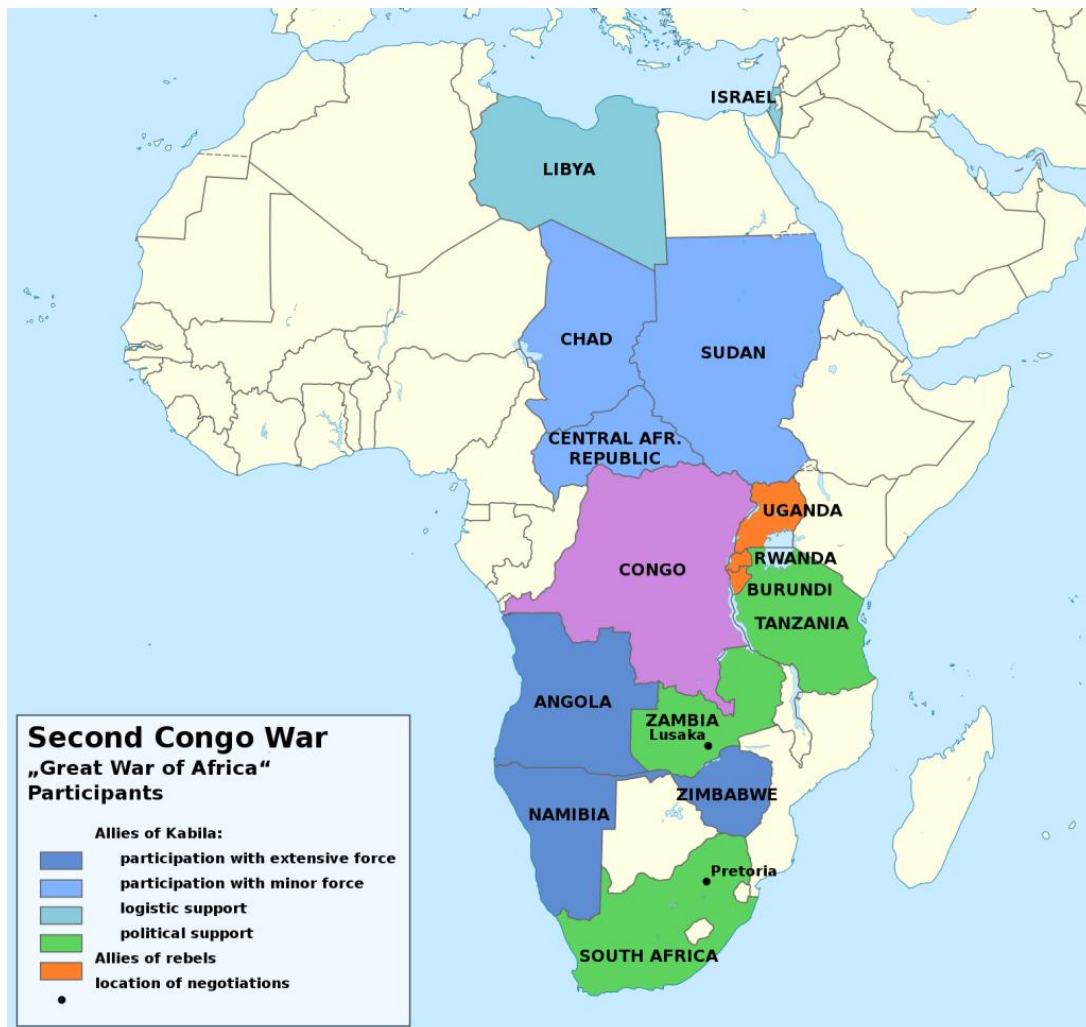 ISRAEL
LIBYA
CHAD
SUDAN
CENTRAL AFR.
REPUBLIC
UGANDA
CONGO
RWANDA
BURUNDI
TANZANIA
ANGOLA
ZAMBIA
Lusaka
NAMIBIA
ZIMBABWE
Pretoria
SOUTH AFRICA
Second Congo War
„Great War of Africa“
Participants
Allies of Kabila:
participation with extensive force
participation with minor force
logistic support
political support
Allies of rebels
location of negotiations